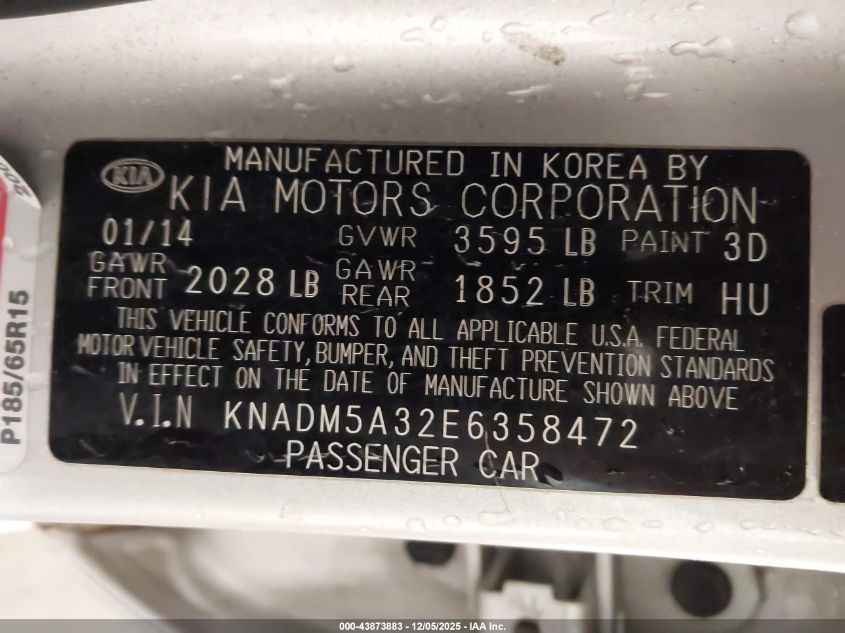 MANUFACTURED IN KOREA BY
KIA KIA MOTORS CORPORATION
01/14 GVWR 3595 LB PAINT 3D
GAWR FRONT 2028 LB GAWR REAR 1852 LB TRIM HU
THIS VEHICLE CONFORMS TO ALL APPLICABLE U.S.A. FEDERAL
MOTOR VEHICLE SAFETY, BUMPER, AND THEFT PREVENTION STANDARDS
IN EFFECT ON THE DATE OF MANUFACTURE SHOWN ABOVE
V.I.N KNADM5A32E6358472
PASSENGER CAR
P185/65R15
000-43873883 - 12/05/2025 - IAA Inc.